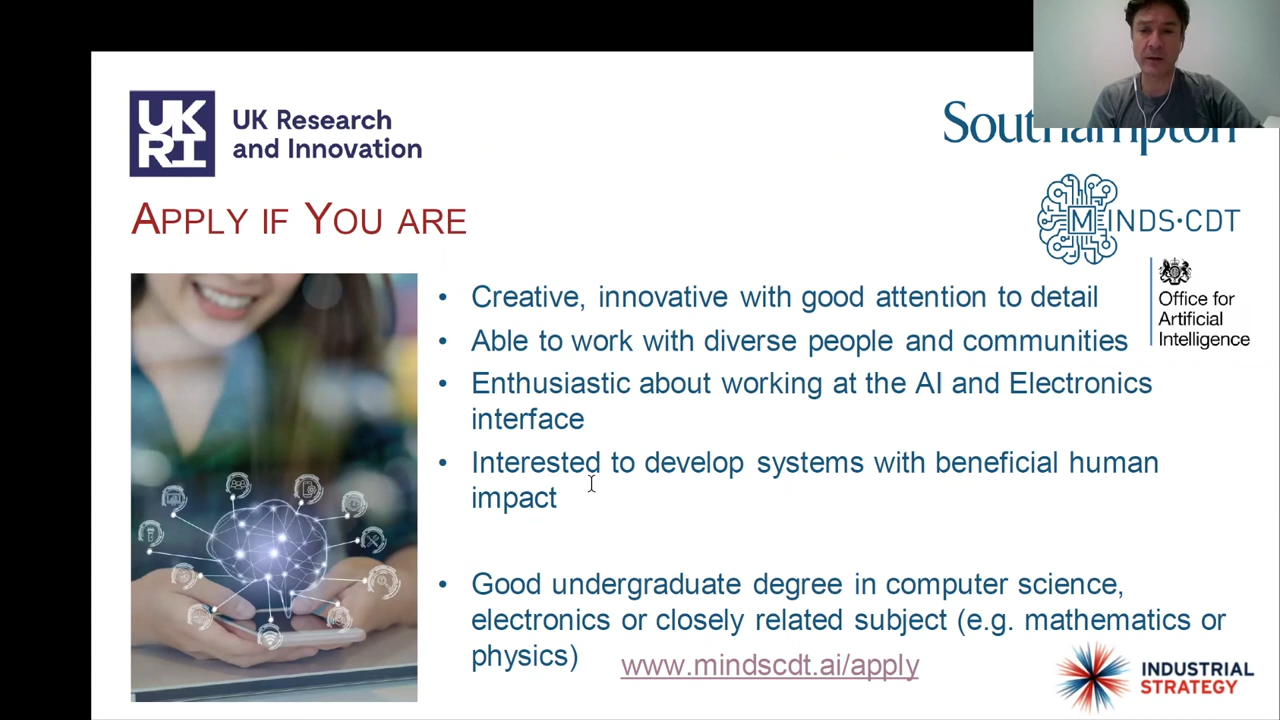 UK
RI
UK Research
and Innovation
Southampton
APPLY IF YOU ARE
MINDS·CDT
Office for
Artificial
Intelligence
• Creative, innovative with good attention to detail
• Able to work with diverse people and communities
• Enthusiastic about working at the AI and Electronics
interface
• Interested to develop systems with beneficial human
impact
• Good undergraduate degree in computer science,
electronics or closely related subject (e.g. mathematics or
physics)
www.mindscdt.ai/apply
INDUSTRIAL
STRATEGY